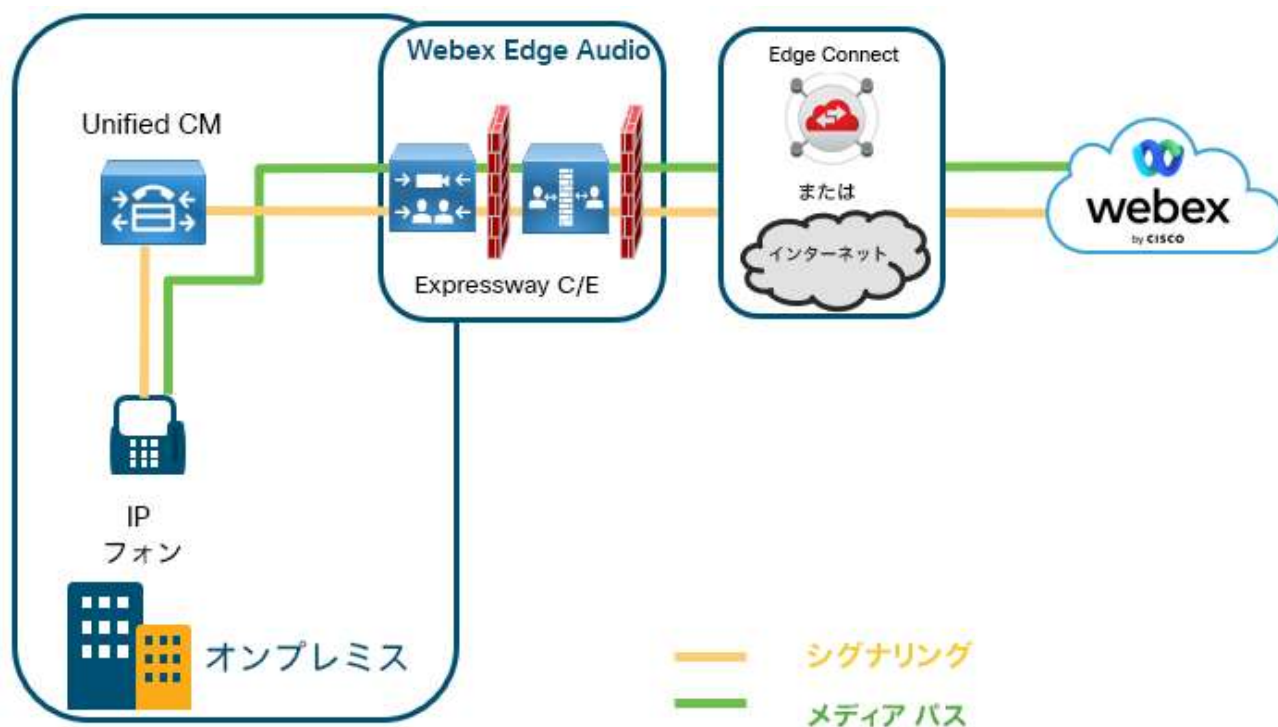 Webex Edge Audio
Edge Connect
Unified CM
または
インターネット
webex
by CISCO
Expressway C/E
IP
フォン
オンプレミス
シグナリング
メディア パス